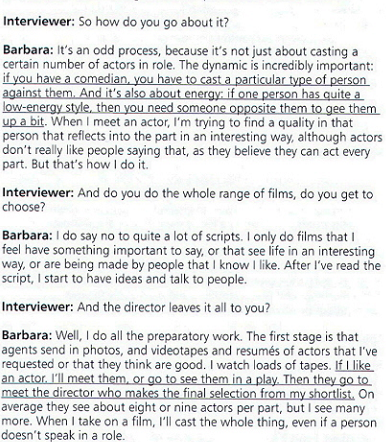 Interviewer: So how do you go about it?
Barbara: It's an odd process, because it's not just about casting a
certain number of actors in role. The dynamic is incredibly important:
if you have a comedian, you have to cast a particular type of person
against them. And it's also about energy: if one person has quite a
low-energy style, then you need someone opposite them to gee them
up a bit. When I meet an actor, I'm trying to find a quality in that
person that reflects into the part in an interesting way, although actors
don't really like people saying that, as they believe they can act every
part. But that's how I do it.
Interviewer: And do you do the whole range of films, do you get to
choose?
Barbara: I do say no to quite a lot of scripts. I only do films that I
feel have something important to say, or that see life in an interesting
way, or are being made by people that I know I like. After I've read the
script, I start to have ideas and talk to people.
Interviewer: And the director leaves it all to you?
Barbara: Well, I do all the preparatory work. The first stage is that
agents send in photos, and videotapes and resumés of actors that I've
requested or that they think are good. I watch loads of tapes. If I like
an actor, I'll meet them, or go to see them in a play. Then they go to
meet the director who makes the final selection from my shortlist. On
average they see about eight or nine actors per part, but I see many
more. When I take on a film, I'll cast the whole thing, even if a person
doesn't speak in a role.